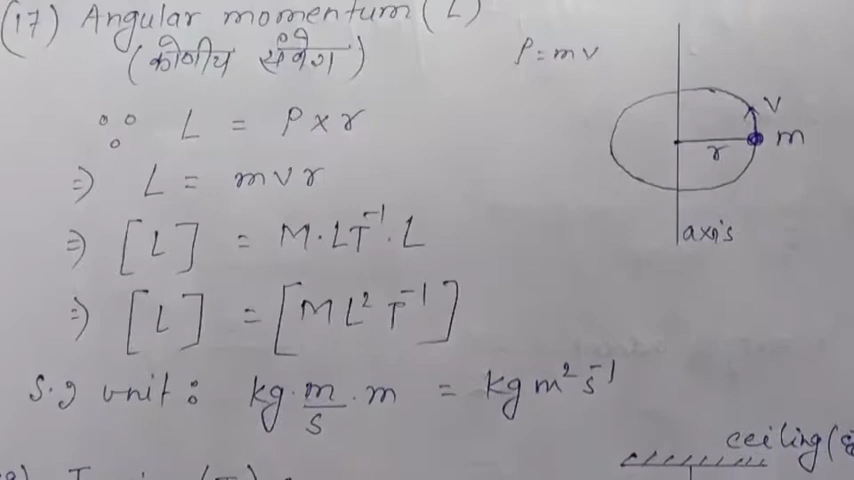 (17) Angular momentum (L)
(कोणीय संवेग)
P = mv
∵ L = P × r
⇒ L = mvr
⇒ [L] = M·LT⁻¹·L
⇒ [L] = [ML²T⁻¹]
S.I unit : kg·m/s·m = kg m² s⁻¹
v
r
m
axis
ceiling (